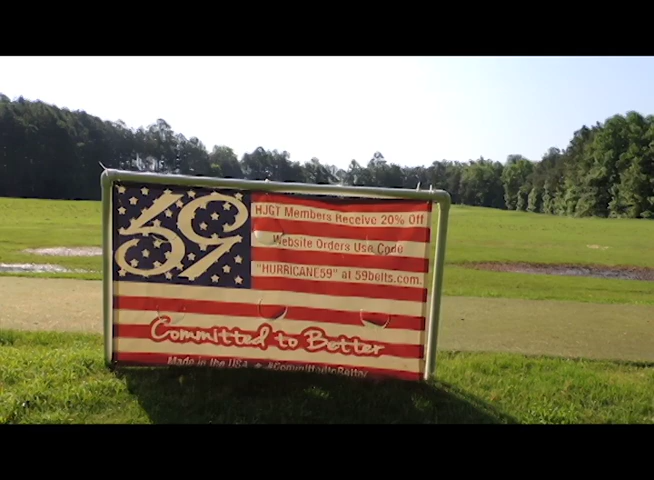 59
HJGT Members Receive 20% Off
Website Orders Use Code
"HURRICANE59" at 59belts.com.
Committed to Better
Made in the USA ★ #CommittedtoBetter